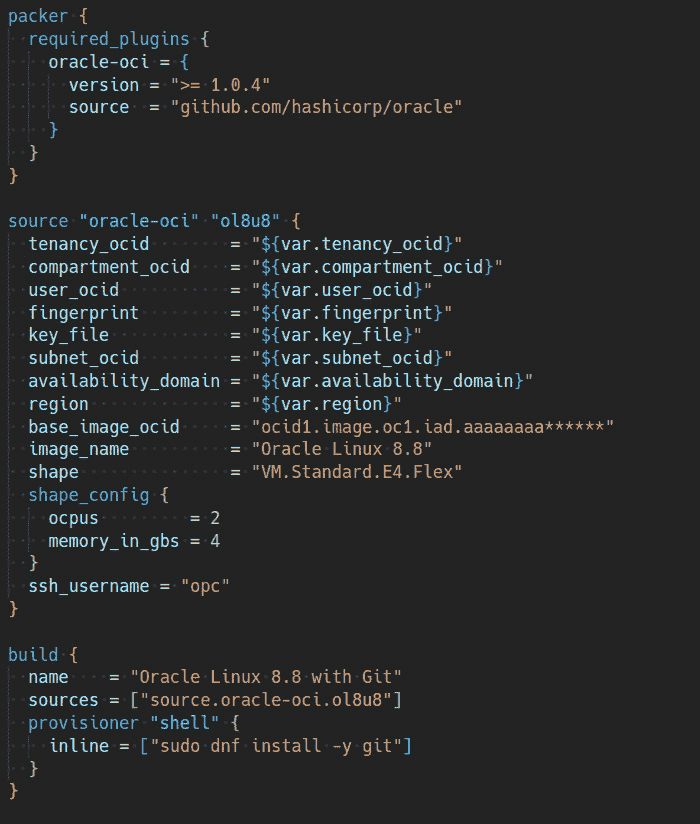 packer {
  required_plugins {
    oracle-oci = {
      version = ">= 1.0.4"
      source  = "github.com/hashicorp/oracle"
    }
  }
}

source "oracle-oci" "ol8u8" {
  tenancy_ocid        = "${var.tenancy_ocid}"
  compartment_ocid    = "${var.compartment_ocid}"
  user_ocid           = "${var.user_ocid}"
  fingerprint         = "${var.fingerprint}"
  key_file            = "${var.key_file}"
  subnet_ocid         = "${var.subnet_ocid}"
  availability_domain = "${var.availability_domain}"
  region              = "${var.region}"
  base_image_ocid     = "ocid1.image.oc1.iad.aaaaaaaa******"
  image_name          = "Oracle Linux 8.8"
  shape               = "VM.Standard.E4.Flex"
  shape_config {
    ocpus         = 2
    memory_in_gbs = 4
  }
  ssh_username = "opc"
}

build {
  name    = "Oracle Linux 8.8 with Git"
  sources = ["source.oracle-oci.ol8u8"]
  provisioner "shell" {
    inline = ["sudo dnf install -y git"]
  }
}